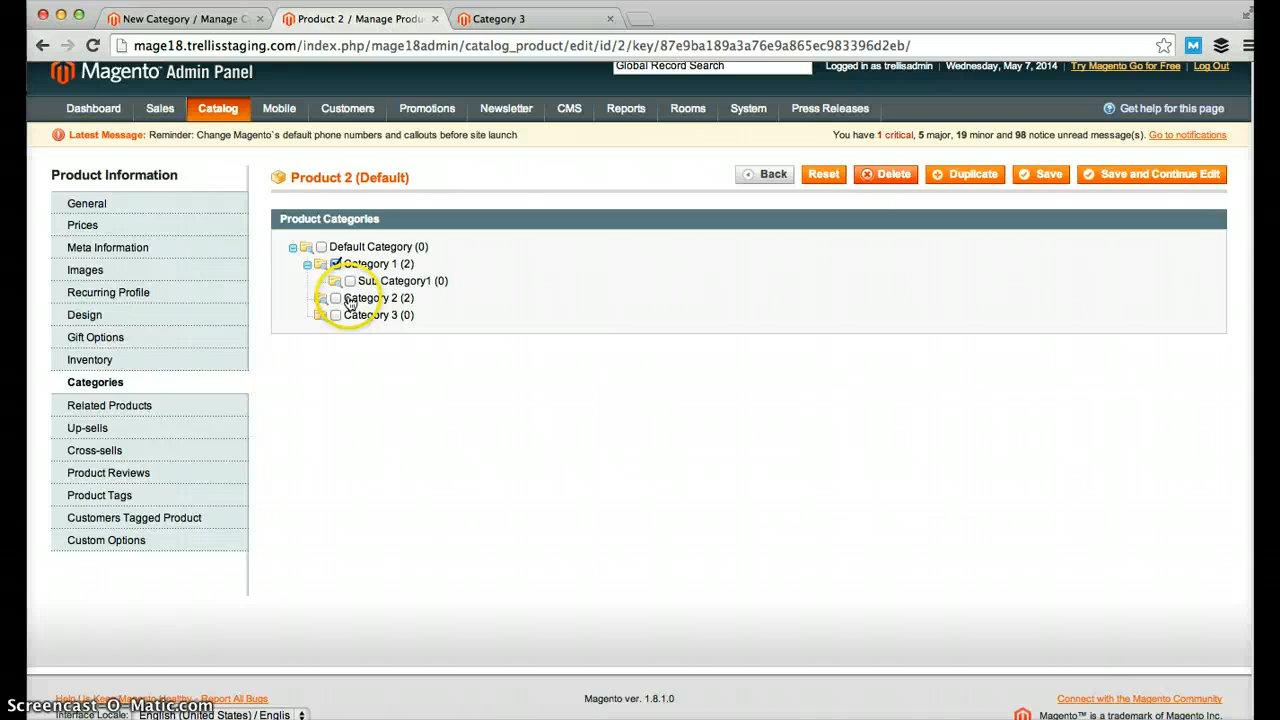 New Category / Manage C
Product 2 / Manage Produ
Category 3
mage18.trellisstaging.com/index.php/mage18admin/catalog_product/edit/id/2/key/87e9ba189a3a76e9a865ec983396d2eb/
Magento Admin Panel
Global Record Search
Logged in as trellisadmin
Wednesday, May 7, 2014
Try Magento Go for Free
Log Out
Dashboard Sales Catalog Mobile Customers Promotions Newsletter CMS Reports Rooms System Press Releases
Get help for this page
Latest Message: Reminder: Change Magento`s default phone numbers and callouts before site launch
You have 1 critical, 5 major, 19 minor and 98 notice unread message(s). Go to notifications
Product Information
General
Prices
Meta Information
Images
Recurring Profile
Design
Gift Options
Inventory
Categories
Related Products
Up-sells
Cross-sells
Product Reviews
Product Tags
Customers Tagged Product
Custom Options
Product 2 (Default)
Back Reset Delete Duplicate Save Save and Continue Edit
Product Categories
Default Category (0)
Category 1 (2)
Sub Category1 (0)
Category 2 (2)
Category 3 (0)
Help Us Keep Magento Healthy - Report All Bugs
Interface Locale: English (United States) / Englis
Magento ver. 1.8.1.0
Connect with the Magento Community
Magento™ is a trademark of Magento Inc.
Screencast-O-Matic.com